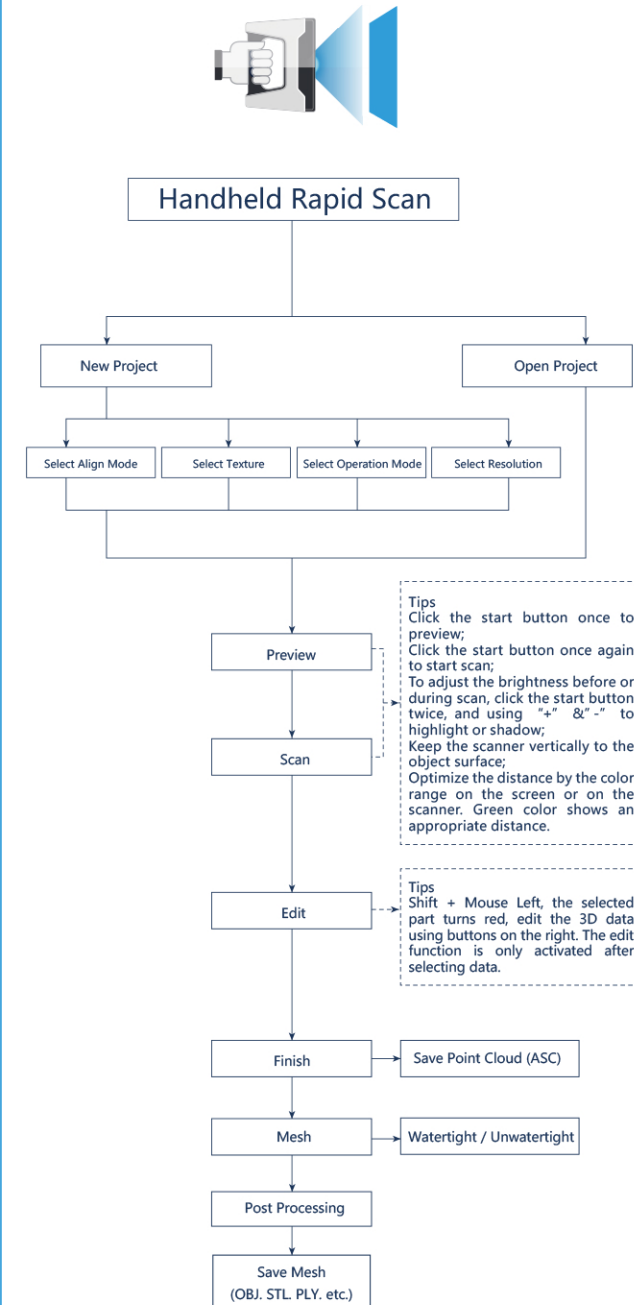 Handheld Rapid Scan
New Project
Open Project
Select Align Mode
Select Texture
Select Operation Mode
Select Resolution
Preview
Scan
Tips
Click the start button once to
preview;
Click the start button once again
to start scan;
To adjust the brightness before or
during scan, click the start button
twice, and using “+” &” -” to
highlight or shadow;
Keep the scanner vertically to the
object surface;
Optimize the distance by the color
range on the screen or on the
scanner. Green color shows an
appropriate distance.
Edit
Tips
Shift + Mouse Left, the selected
part turns red, edit the 3D data
using buttons on the right. The edit
function is only activated after
selecting data.
Finish
Save Point Cloud (ASC)
Mesh
Watertight / Unwatertight
Post Processing
Save Mesh
(OBJ. STL. PLY. etc.)